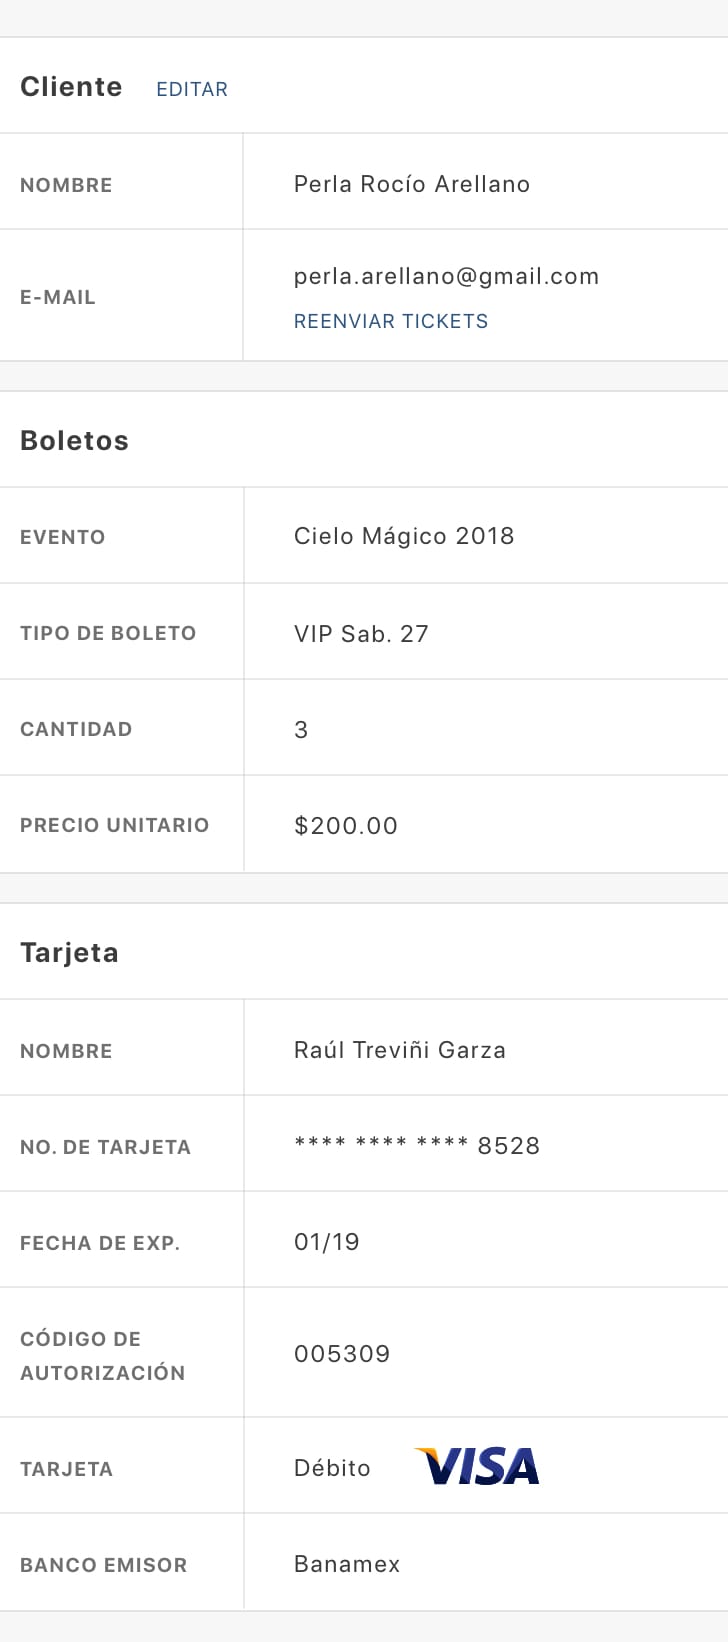 Cliente EDITAR
NOMBRE Perla Rocío Arellano
E-MAIL perla.arellano@gmail.com
REENVIAR TICKETS
Boletos
EVENTO Cielo Mágico 2018
TIPO DE BOLETO VIP Sab. 27
CANTIDAD 3
PRECIO UNITARIO $200.00
Tarjeta
NOMBRE Raúl Treviñi Garza
NO. DE TARJETA **** **** **** 8528
FECHA DE EXP. 01/19
CÓDIGO DE
AUTORIZACIÓN 005309
TARJETA Débito VISA
BANCO EMISOR Banamex